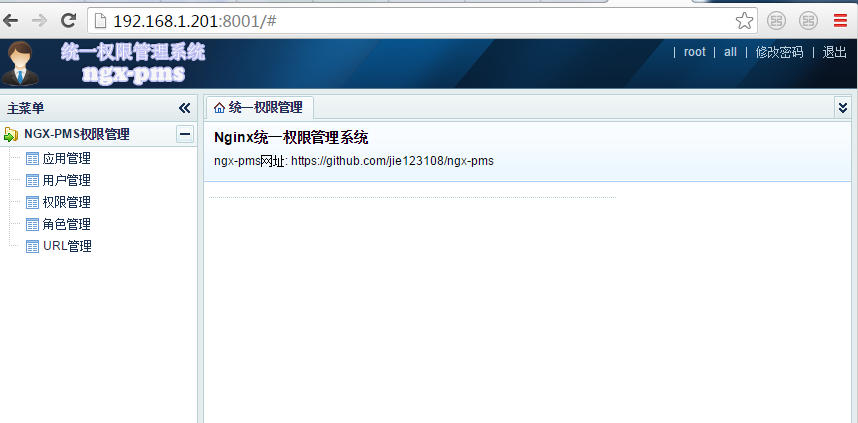 192.168.1.201:8001/#
统一权限管理系统
ngx-pms
| root | all | 修改密码 | 退出
主菜单
统一权限管理
NGX-PMS权限管理
应用管理
用户管理
权限管理
角色管理
URL管理
Nginx统一权限管理系统
ngx-pms网址: https://github.com/jie123108/ngx-pms